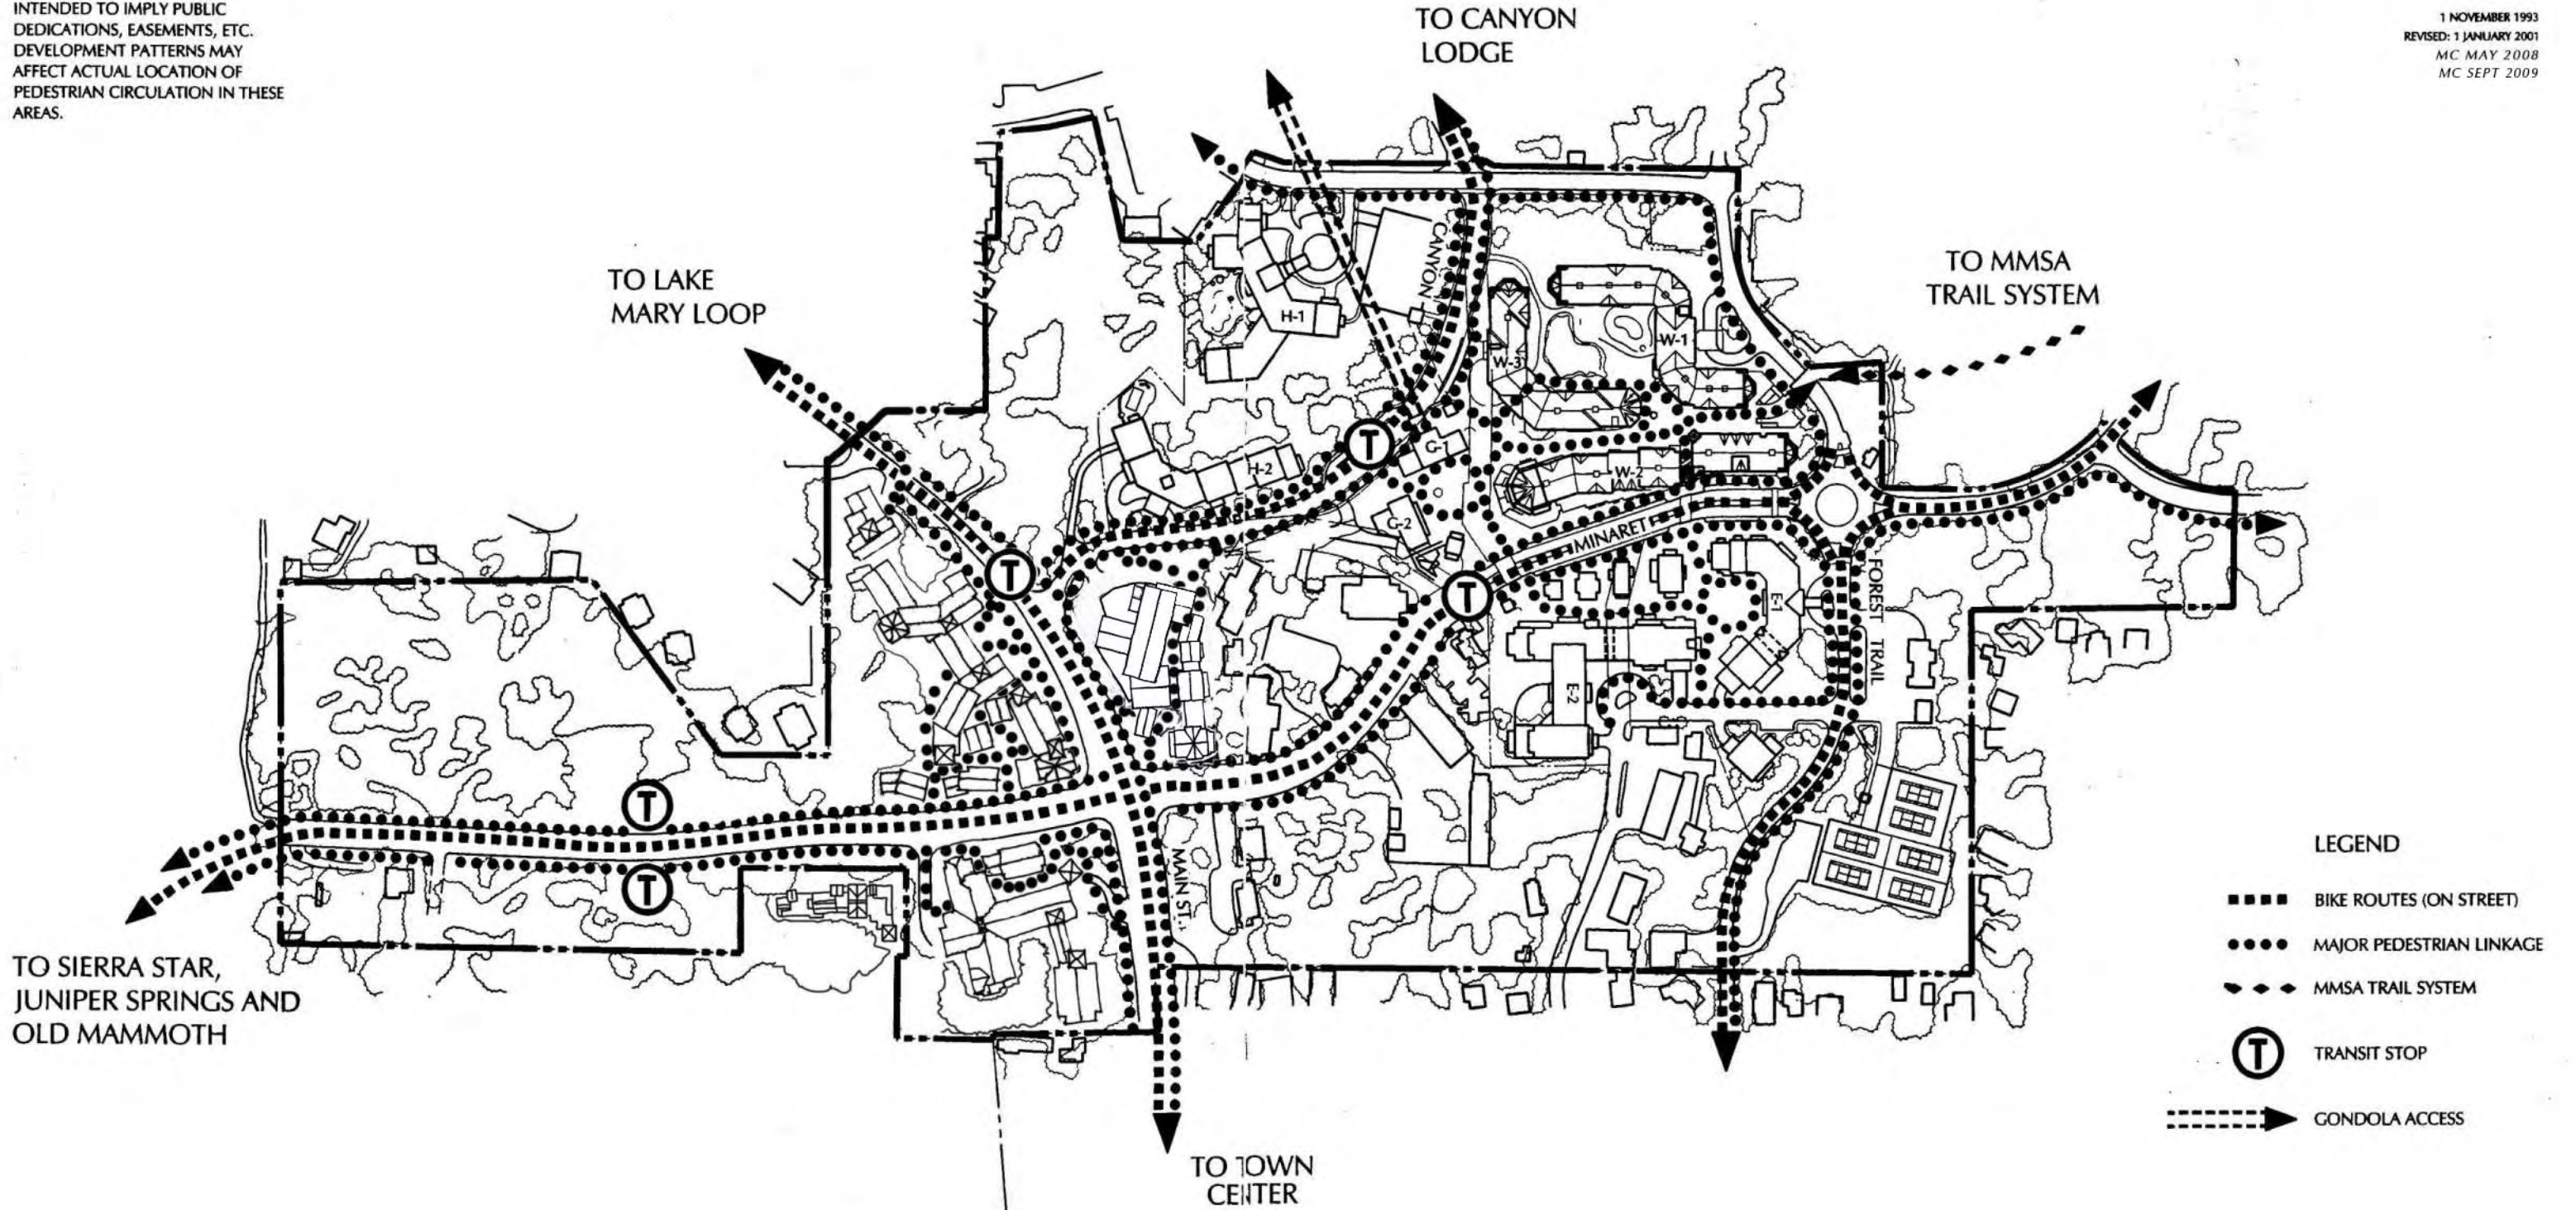 INTENDED TO IMPLY PUBLIC
DEDICATIONS, EASEMENTS, ETC.
DEVELOPMENT PATTERNS MAY
AFFECT ACTUAL LOCATION OF
PEDESTRIAN CIRCULATION IN THESE
AREAS.
TO CANYON
LODGE
1 NOVEMBER 1993
REVISED: 1 JANUARY 2001
MC MAY 2008
MC SEPT 2009
TO LAKE
MARY LOOP
TO MMSA
TRAIL SYSTEM
CANYON
H-1
W-3
W-1
T
G-1
H-2
W-2
G-2
MINARET
T
T
E-1
FOREST TRAIL
E-2
T
T
MAIN ST.
TO SIERRA STAR,
JUNIPER SPRINGS AND
OLD MAMMOTH
TO TOWN
CENTER
LEGEND
BIKE ROUTES (ON STREET)
MAJOR PEDESTRIAN LINKAGE
MMSA TRAIL SYSTEM
T TRANSIT STOP
GONDOLA ACCESS